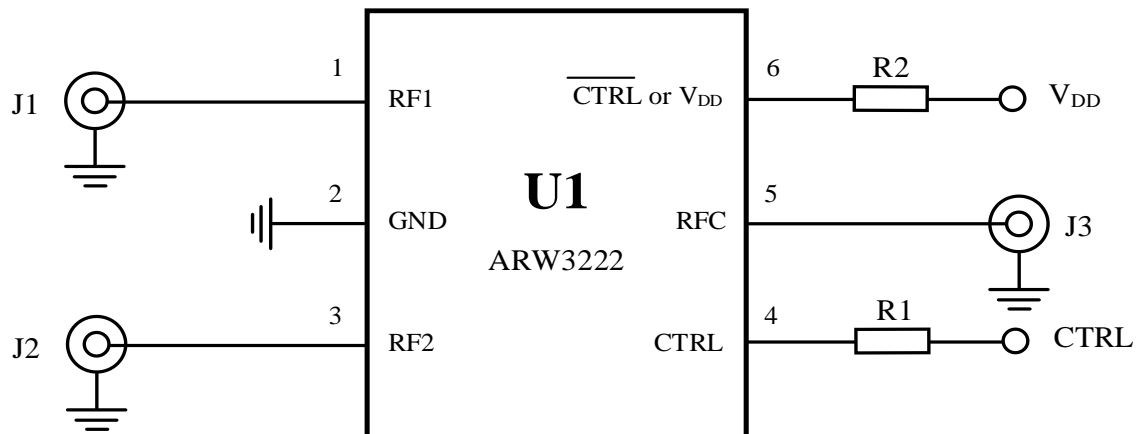 1
6
R2
J1
RF1
C̅T̅R̅L̅ or VDD
VDD
2
U1
5
GND
RFC
J3
ARW3222
3
4
R1
J2
RF2
CTRL
CTRL